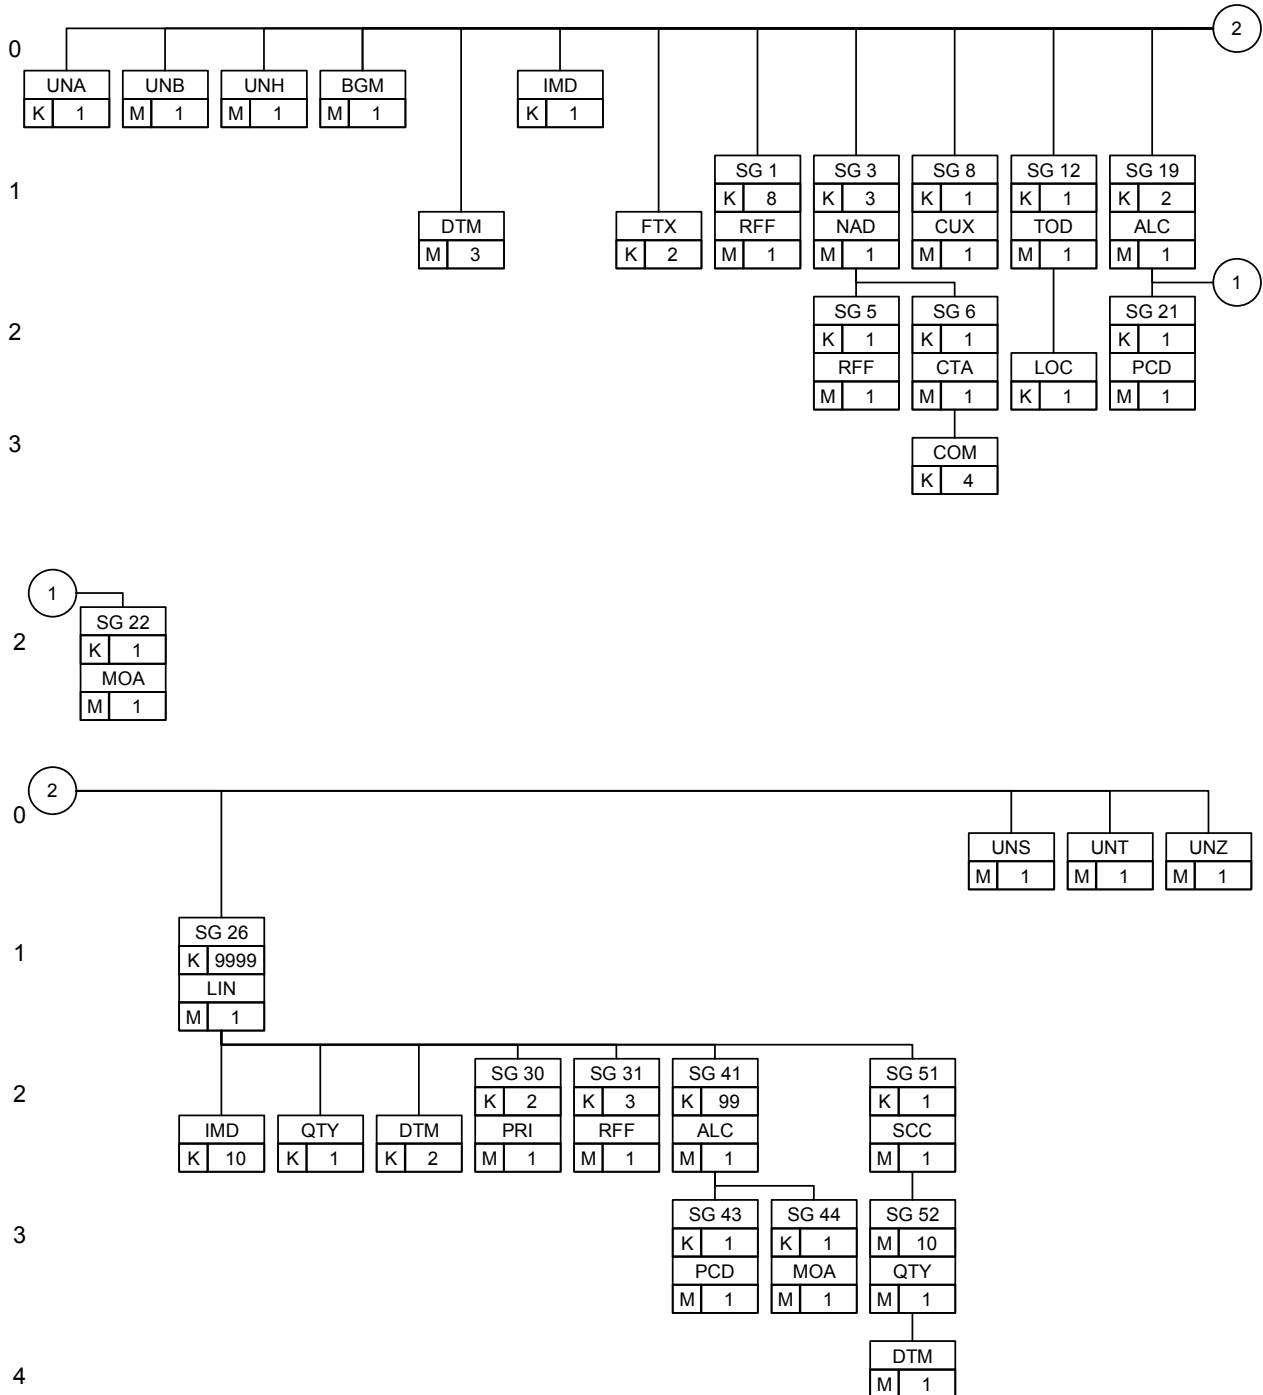 2
0
UNA UNB UNH BGM IMD
K 1 M 1 M 1 M 1 K 1
SG 1 SG 3 SG 8 SG 12 SG 19
1
K 8 K 3 K 1 K 1 K 2
DTM FTX RFF NAD CUX TOD ALC
M 3 K 2 M 1 M 1 M 1 M 1 M 1
1
SG 5 SG 6 SG 21
2
K 1 K 1 K 1
RFF CTA LOC PCD
M 1 M 1 K 1 M 1
3
COM
K 4
1
SG 22
2
K 1
MOA
M 1
2
0
UNS UNT UNZ
M 1 M 1 M 1
SG 26
1
K 9999
LIN
M 1
SG 30 SG 31 SG 41 SG 51
2
K 2 K 3 K 99 K 1
IMD QTY DTM PRI RFF ALC SCC
K 10 K 1 K 2 M 1 M 1 M 1 M 1
SG 43 SG 44 SG 52
3
K 1 K 1 M 10
PCD MOA QTY
M 1 M 1 M 1
DTM
4
M 1